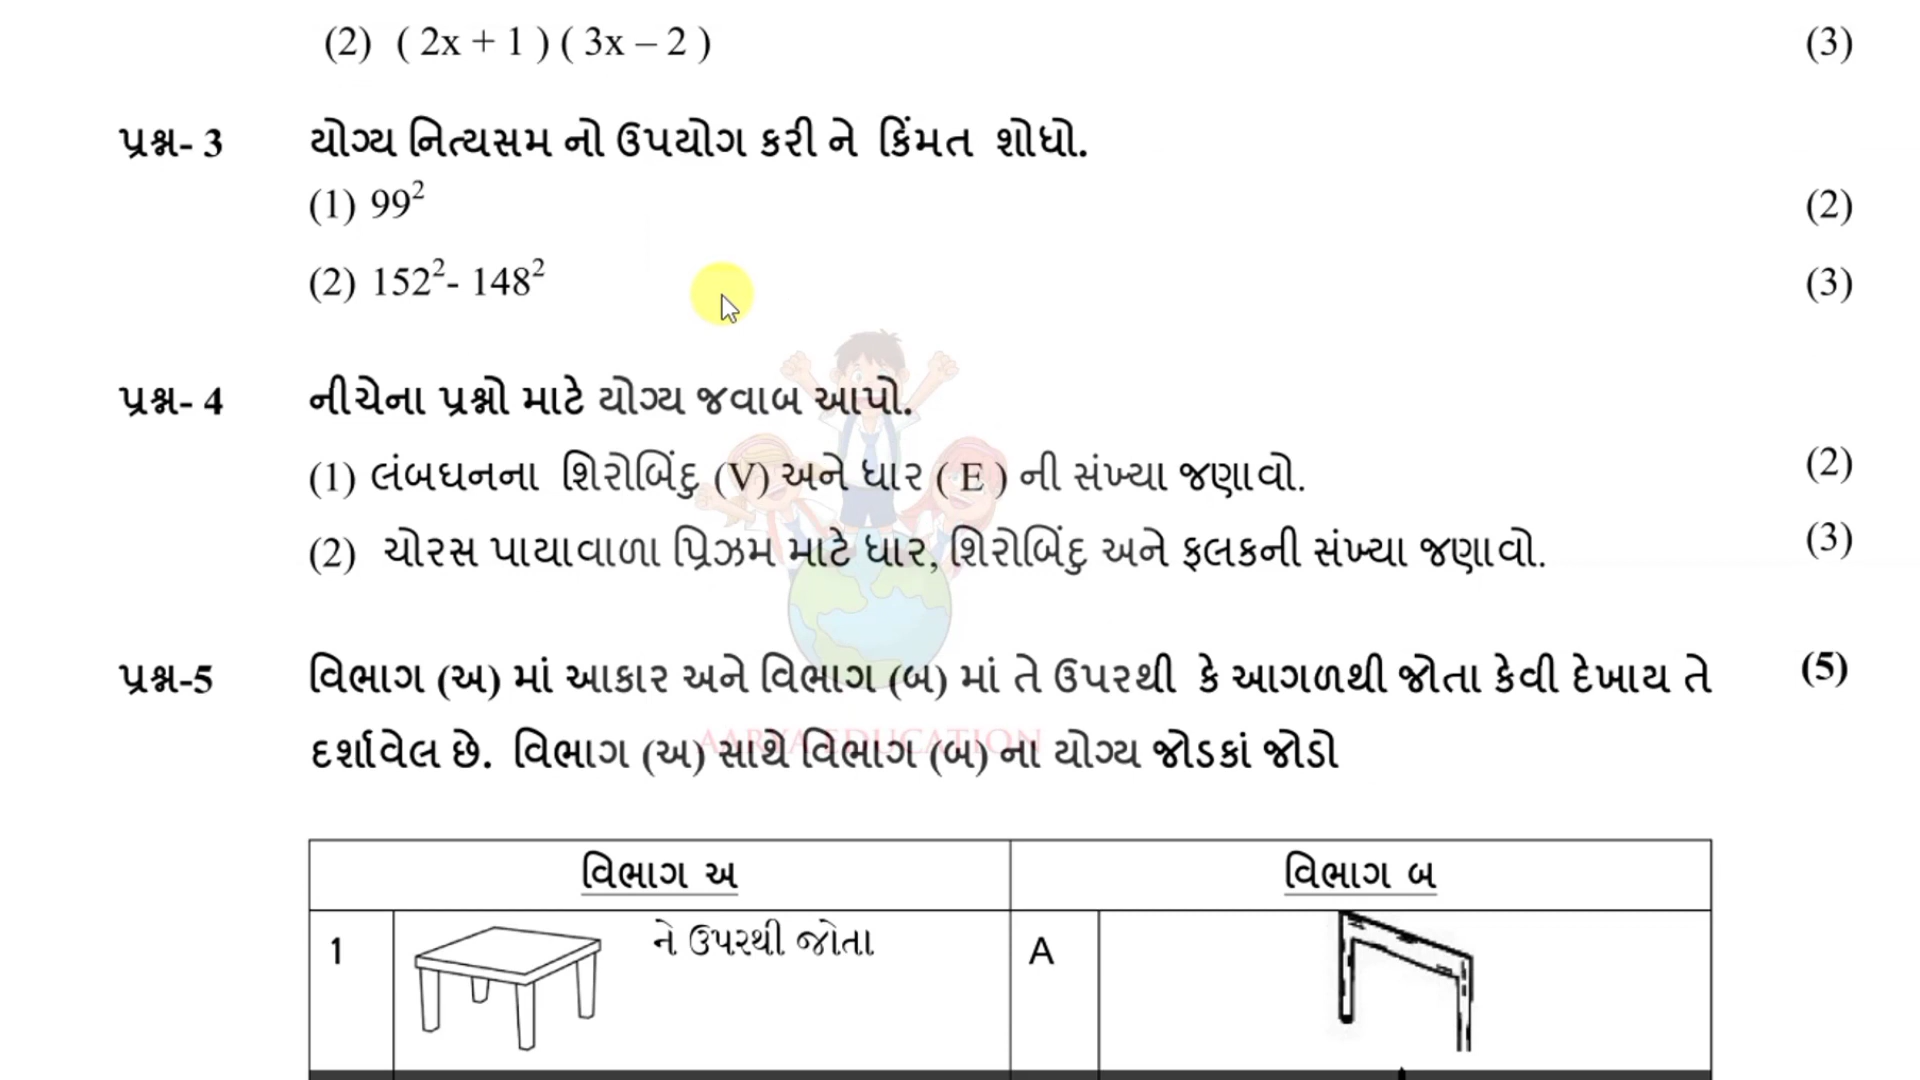 (2) ( 2x + 1 ) ( 3x – 2 ) (3)
પ્રશ્ન- 3 યોગ્ય નિત્યસમ નો ઉપયોગ કરી ને કિંમત શોધો.
(1) 99² (2)
(2) 152²- 148² (3)
પ્રશ્ન- 4 નીચેના પ્રશ્નો માટે યોગ્ય જવાબ આપો.
(1) લંબઘનના શિરોબિંદુ (V) અને ધાર ( E ) ની સંખ્યા જણાવો. (2)
(2) ચોરસ પાયાવાળા પ્રિઝમ માટે ધાર, શિરોબિંદુ અને ફલકની સંખ્યા જણાવો. (3)
પ્રશ્ન-5 વિભાગ (અ) માં આકાર અને વિભાગ (બ) માં તે ઉપરથી કે આગળથી જોતા કેવી દેખાય તે (5)
AARYA EDUCATION
દર્શાવેલ છે. વિભાગ (અ) સાથે વિભાગ (બ) ના યોગ્ય જોડકાં જોડો
વિભાગ અ વિભાગ બ
1 ને ઉપરથી જોતા A